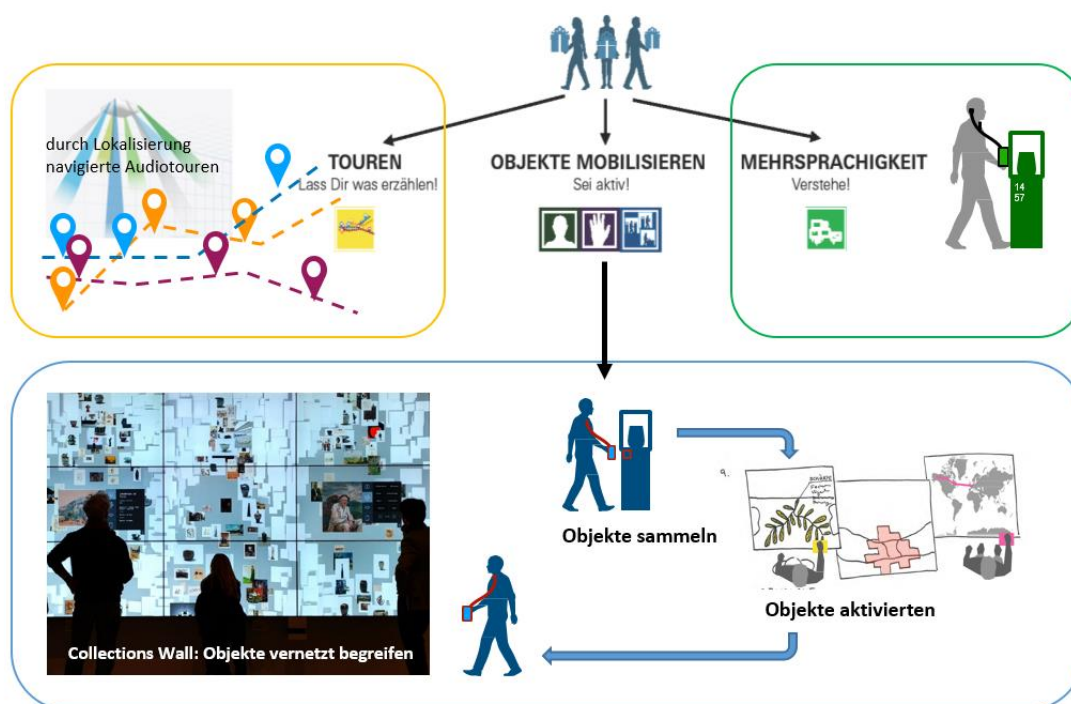 durch Lokalisierung
navigierte Audiotouren
TOUREN
Lass Dir was erzählen!
OBJEKTE MOBILISIEREN
Sei aktiv!
MEHRSPRACHIGKEIT
Verstehe!
14
57
Objekte sammeln
9.
Objekte aktivierten
Collections Wall: Objekte vernetzt begreifen